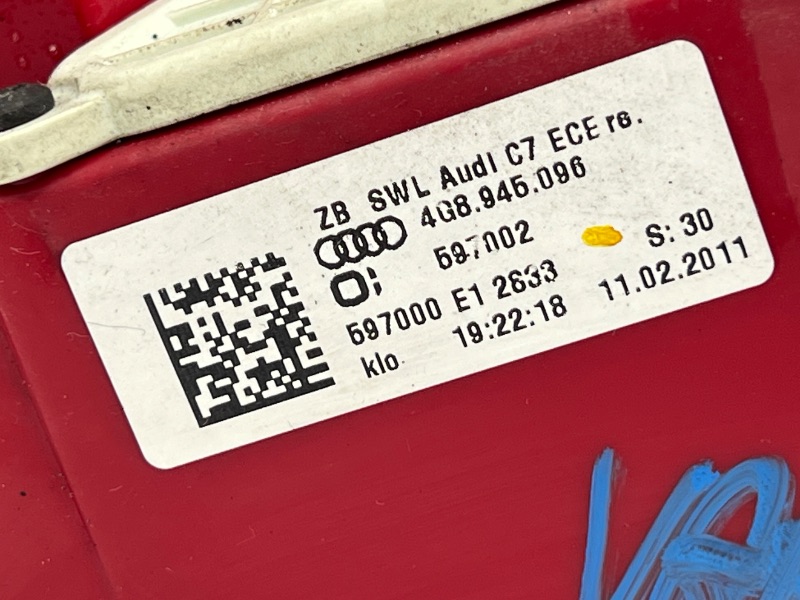 ZB SWL Audi C7 ECE re.
4G8.945.096
597002
S: 30
597000 E1 2633
klo
19:22:18
11.02.2011